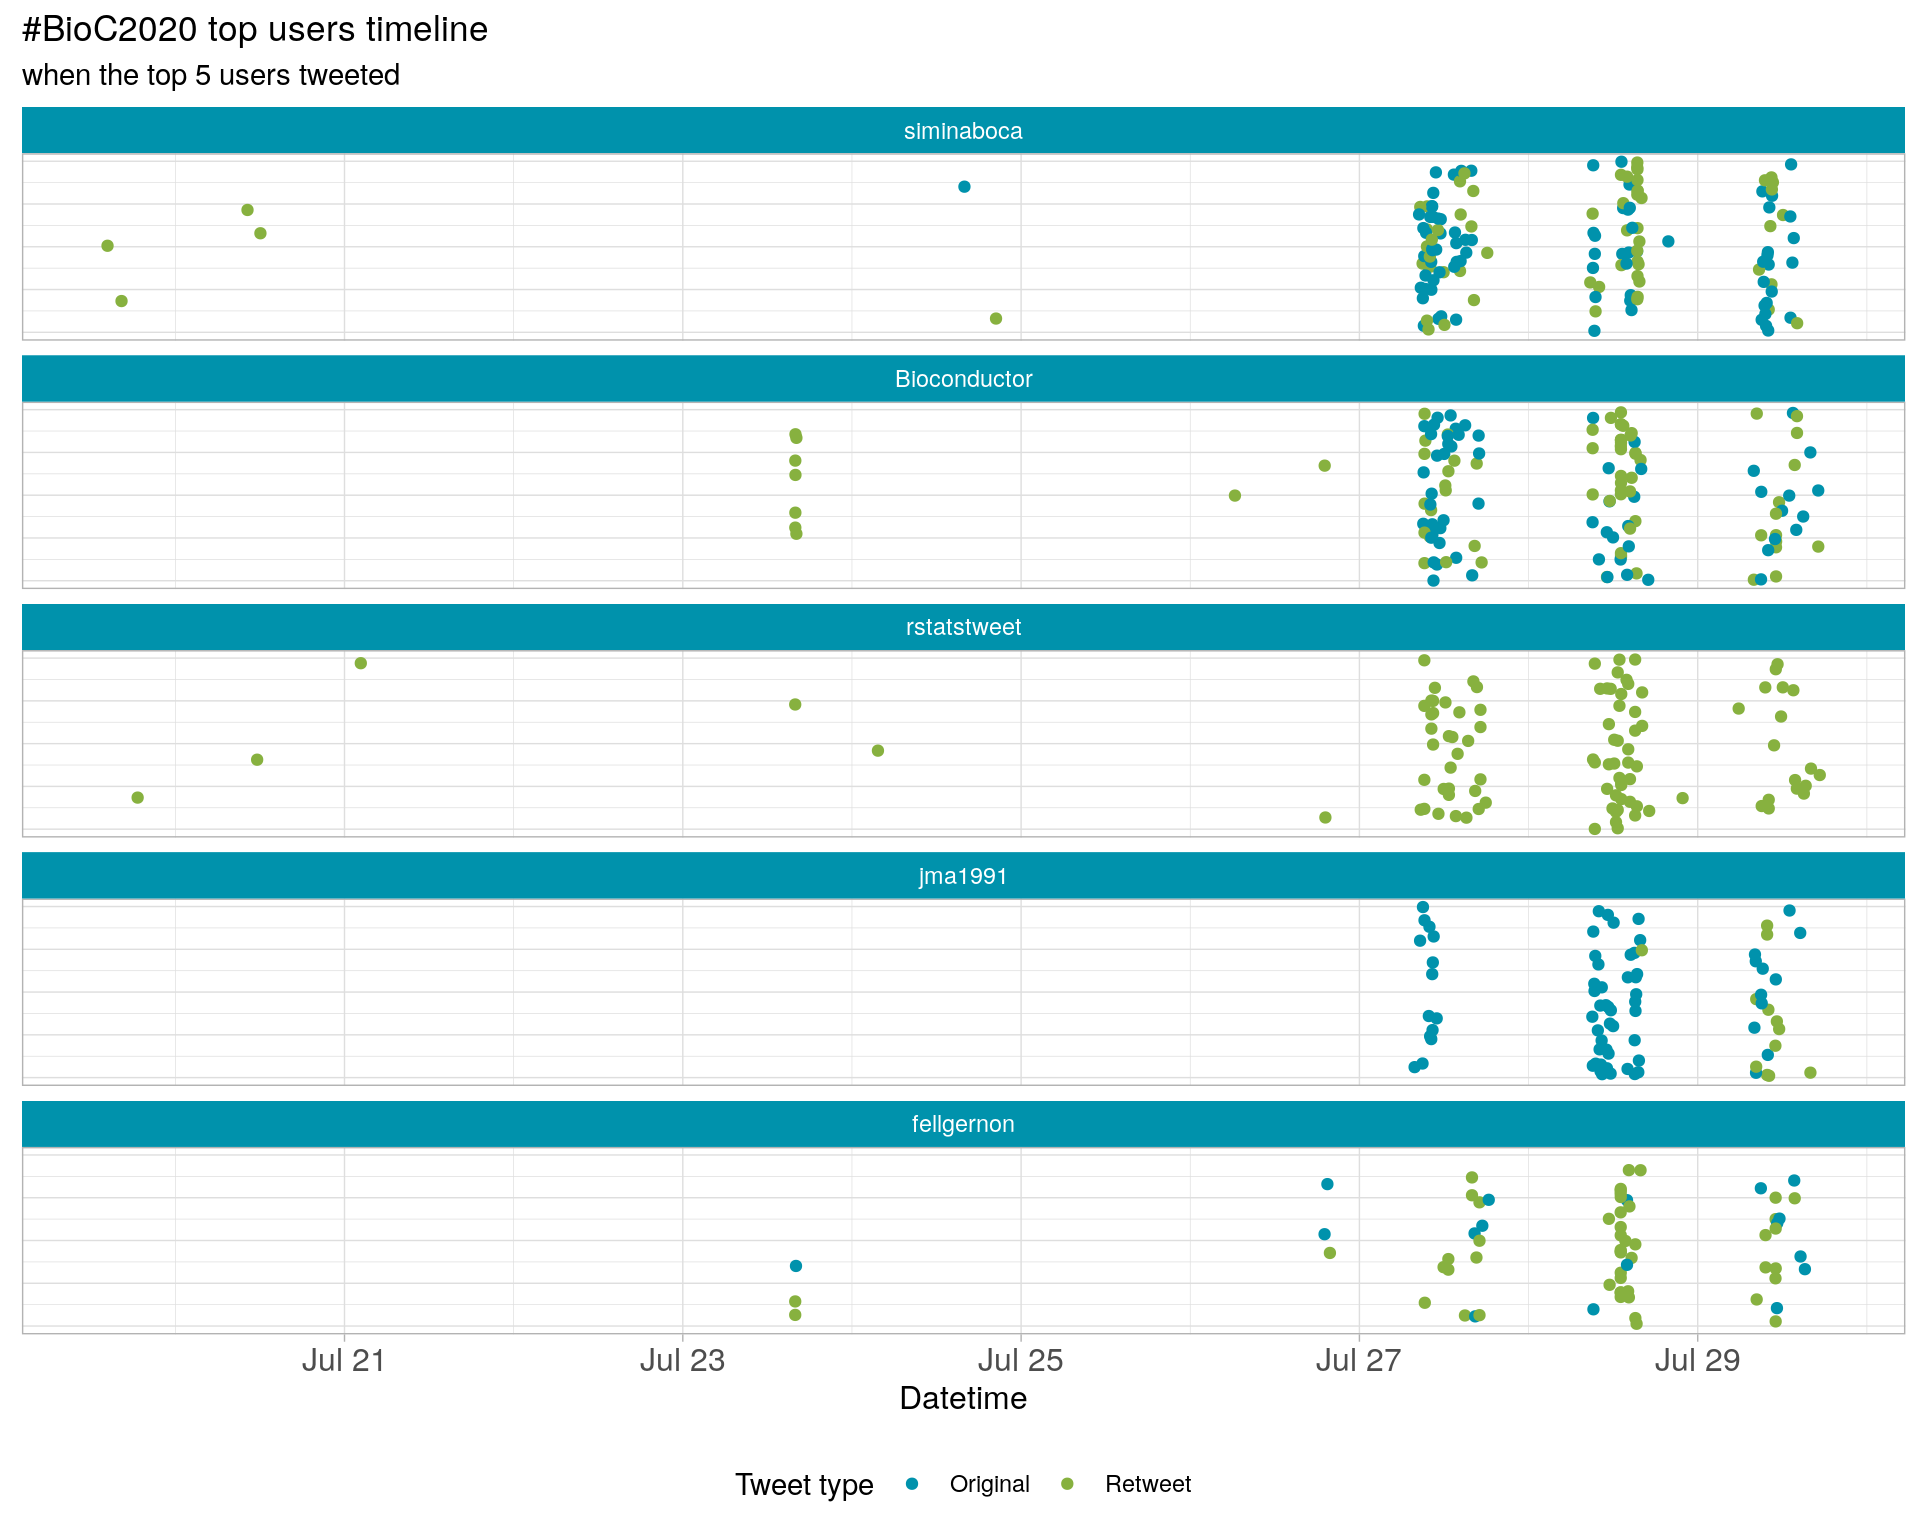 #BioC2020 top users timeline
when the top 5 users tweeted
siminaboca
Bioconductor
rstatstweet
jma1991
fellgernon
Jul 21 Jul 23 Jul 25 Jul 27 Jul 29
Datetime
Tweet type Original Retweet